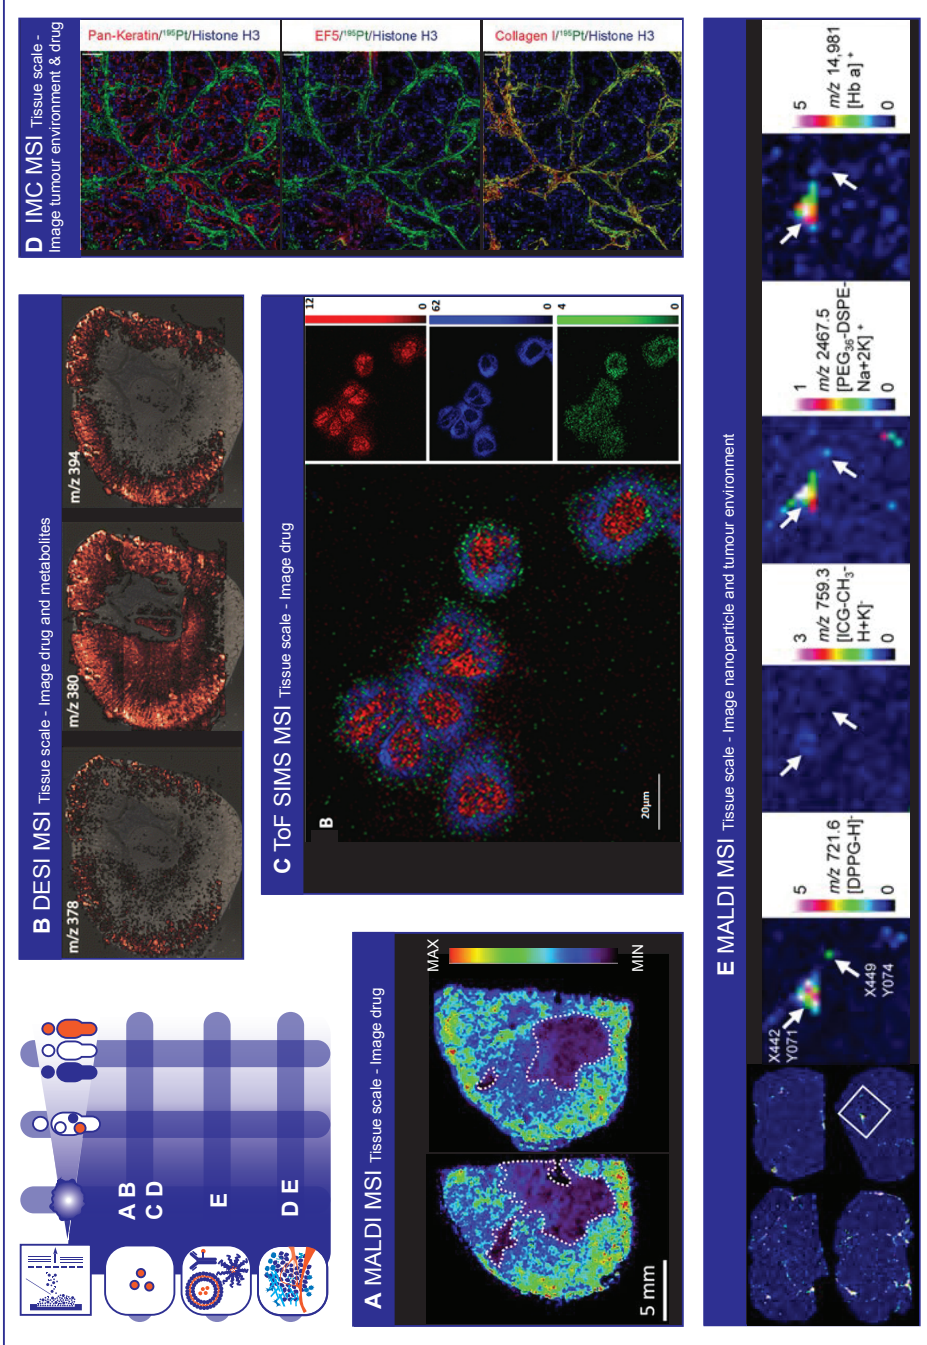 A B
C D
E
D E
A MALDI MSI Tissue scale - Image drug
5 mm
MAX
MIN
B DESI MSI Tissue scale - Image drug and metabolites
m/z 378
m/z 380
m/z 394
C ToF SIMS MSI Tissue scale - Image drug
B
20µm
12
0
62
0
4
0
D IMC MSI Tissue scale -
Image tumour environment & drug
Pan-Keratin/¹⁹⁵Pt/Histone H3
EF5/¹⁹⁵Pt/Histone H3
Collagen I/¹⁹⁵Pt/Histone H3
E MALDI MSI Tissue scale - Image nanoparticle and tumour environment
X442
Y071
X449
Y074
5
m/z 721.6
[DPPG-H]⁻
0
3
m/z 759.3
[ICG-CH₃-
H+K]⁻
0
1
m/z 2467.5
[PEG₃₆-DSPE-
Na+2K]⁺
0
5
m/z 14,981
[Hb a]⁺
0